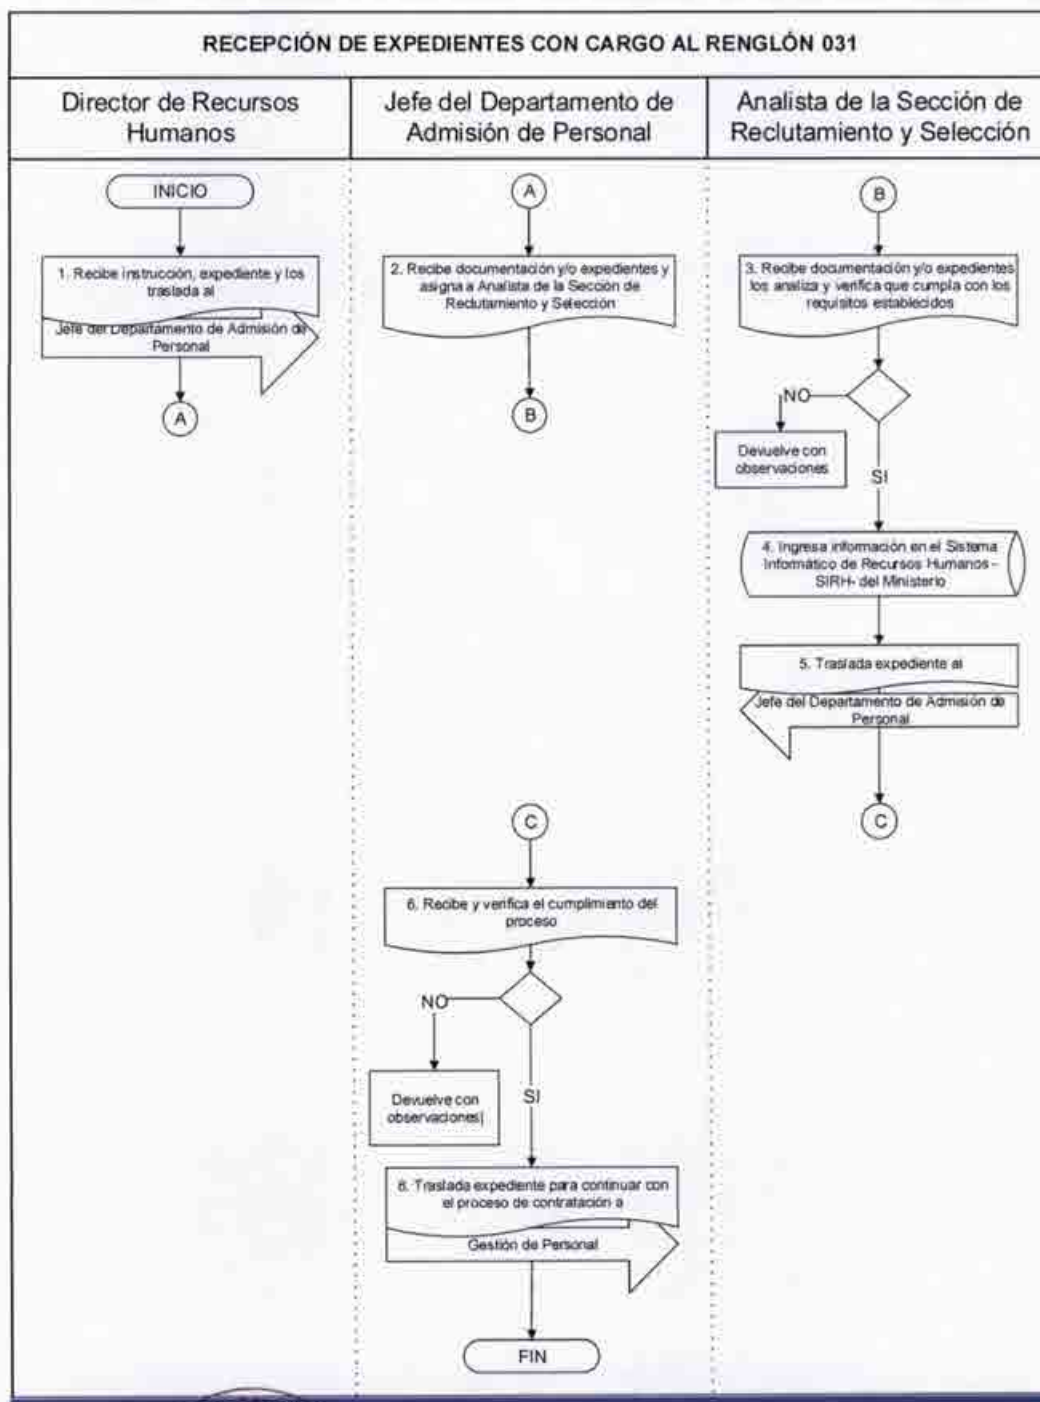 RECEPCIÓN DE EXPEDIENTES CON CARGO AL RENGLÓN 031
Director de Recursos
Humanos
Jefe del Departamento de
Admisión de Personal
Analista de la Sección de
Reclutamiento y Selección
INICIO
1. Recibe instrucción, expediente y los
traslada al
Jefe del Departamento de Admisión de
Personal
A
A
2. Recibe documentación y/o expedientes y
asigna a Analista de la Sección de
Reclutamiento y Selección
B
B
3. Recibe documentación y/o expedientes
los analiza y verifica que cumpla con los
requisitos establecidos
NO
Devuelve con
observaciones
SI
4. Ingresa información en el Sistema
Informático de Recursos Humanos –
SIRH- del Ministerio
5. Traslada expediente al
Jefe del Departamento de Admisión de
Personal
C
C
6. Recibe y verifica el cumplimiento del
proceso
NO
Devuelve con
observaciones|
SI
8. Traslada expediente para continuar con
el proceso de contratación a
Gestión de Personal
FIN